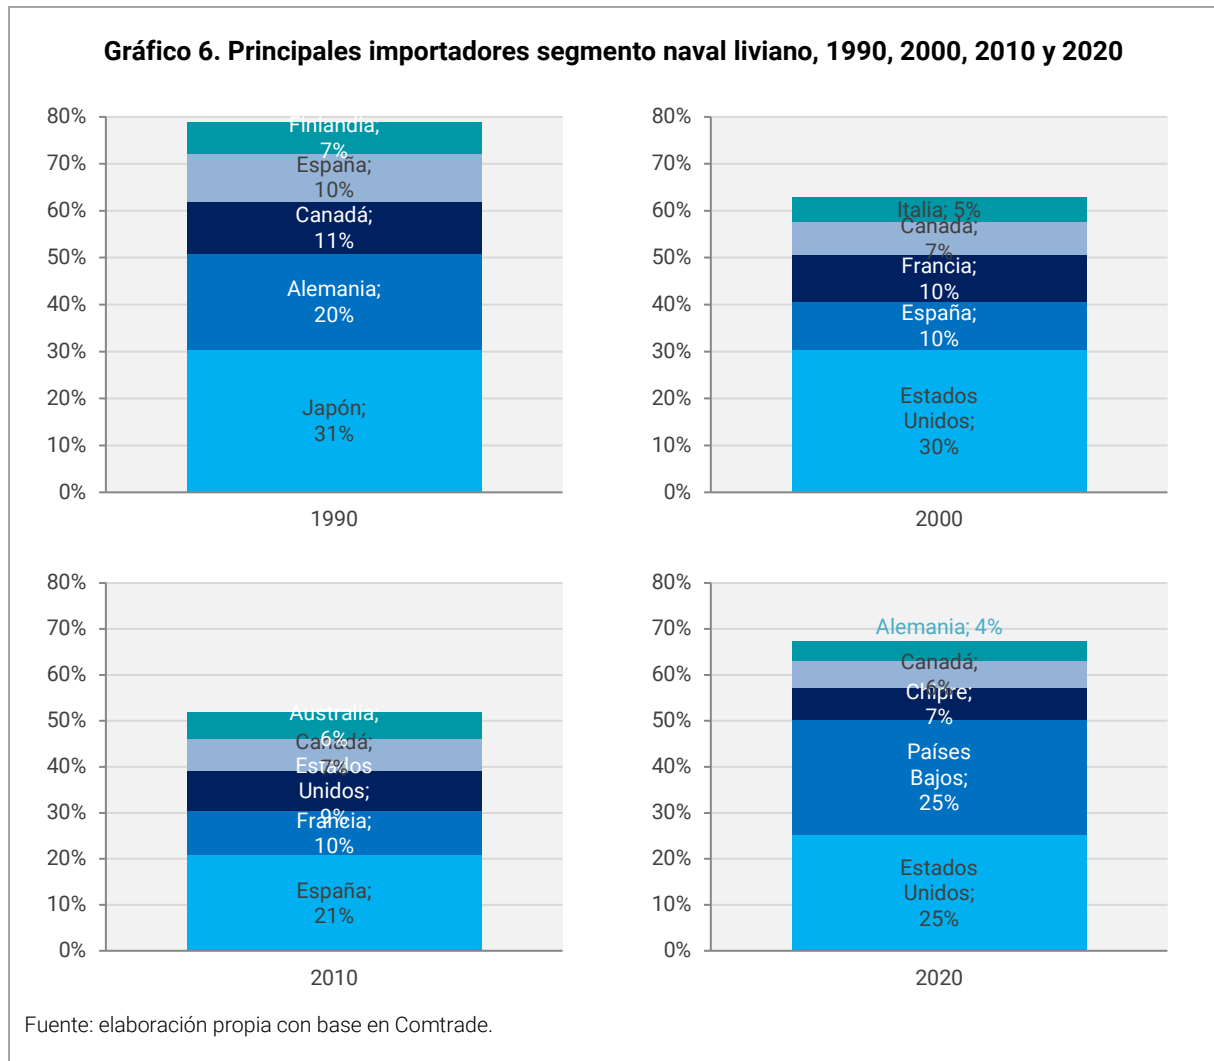 Gráfico 6. Principales importadores segmento naval liviano, 1990, 2000, 2010 y 2020
80%
70%
60%
50%
40%
30%
20%
10%
0%
Finlandia;
7%
España;
10%
Canadá;
11%
Alemania;
20%
Japón;
31%
1990
80%
70%
60%
50%
40%
30%
20%
10%
0%
Italia; 5%
Canadá;
7%
Francia;
10%
España;
10%
Estados
Unidos;
30%
2000
80%
70%
60%
50%
40%
30%
20%
10%
0%
Australia;
6%
Canadá;
7%
Estados
Unidos;
9%
Francia;
10%
España;
21%
2010
80%
70%
60%
50%
40%
30%
20%
10%
0%
Alemania; 4%
Canadá;
6%
Chipre;
7%
Países
Bajos;
25%
Estados
Unidos;
25%
2020
Fuente: elaboración propia con base en Comtrade.